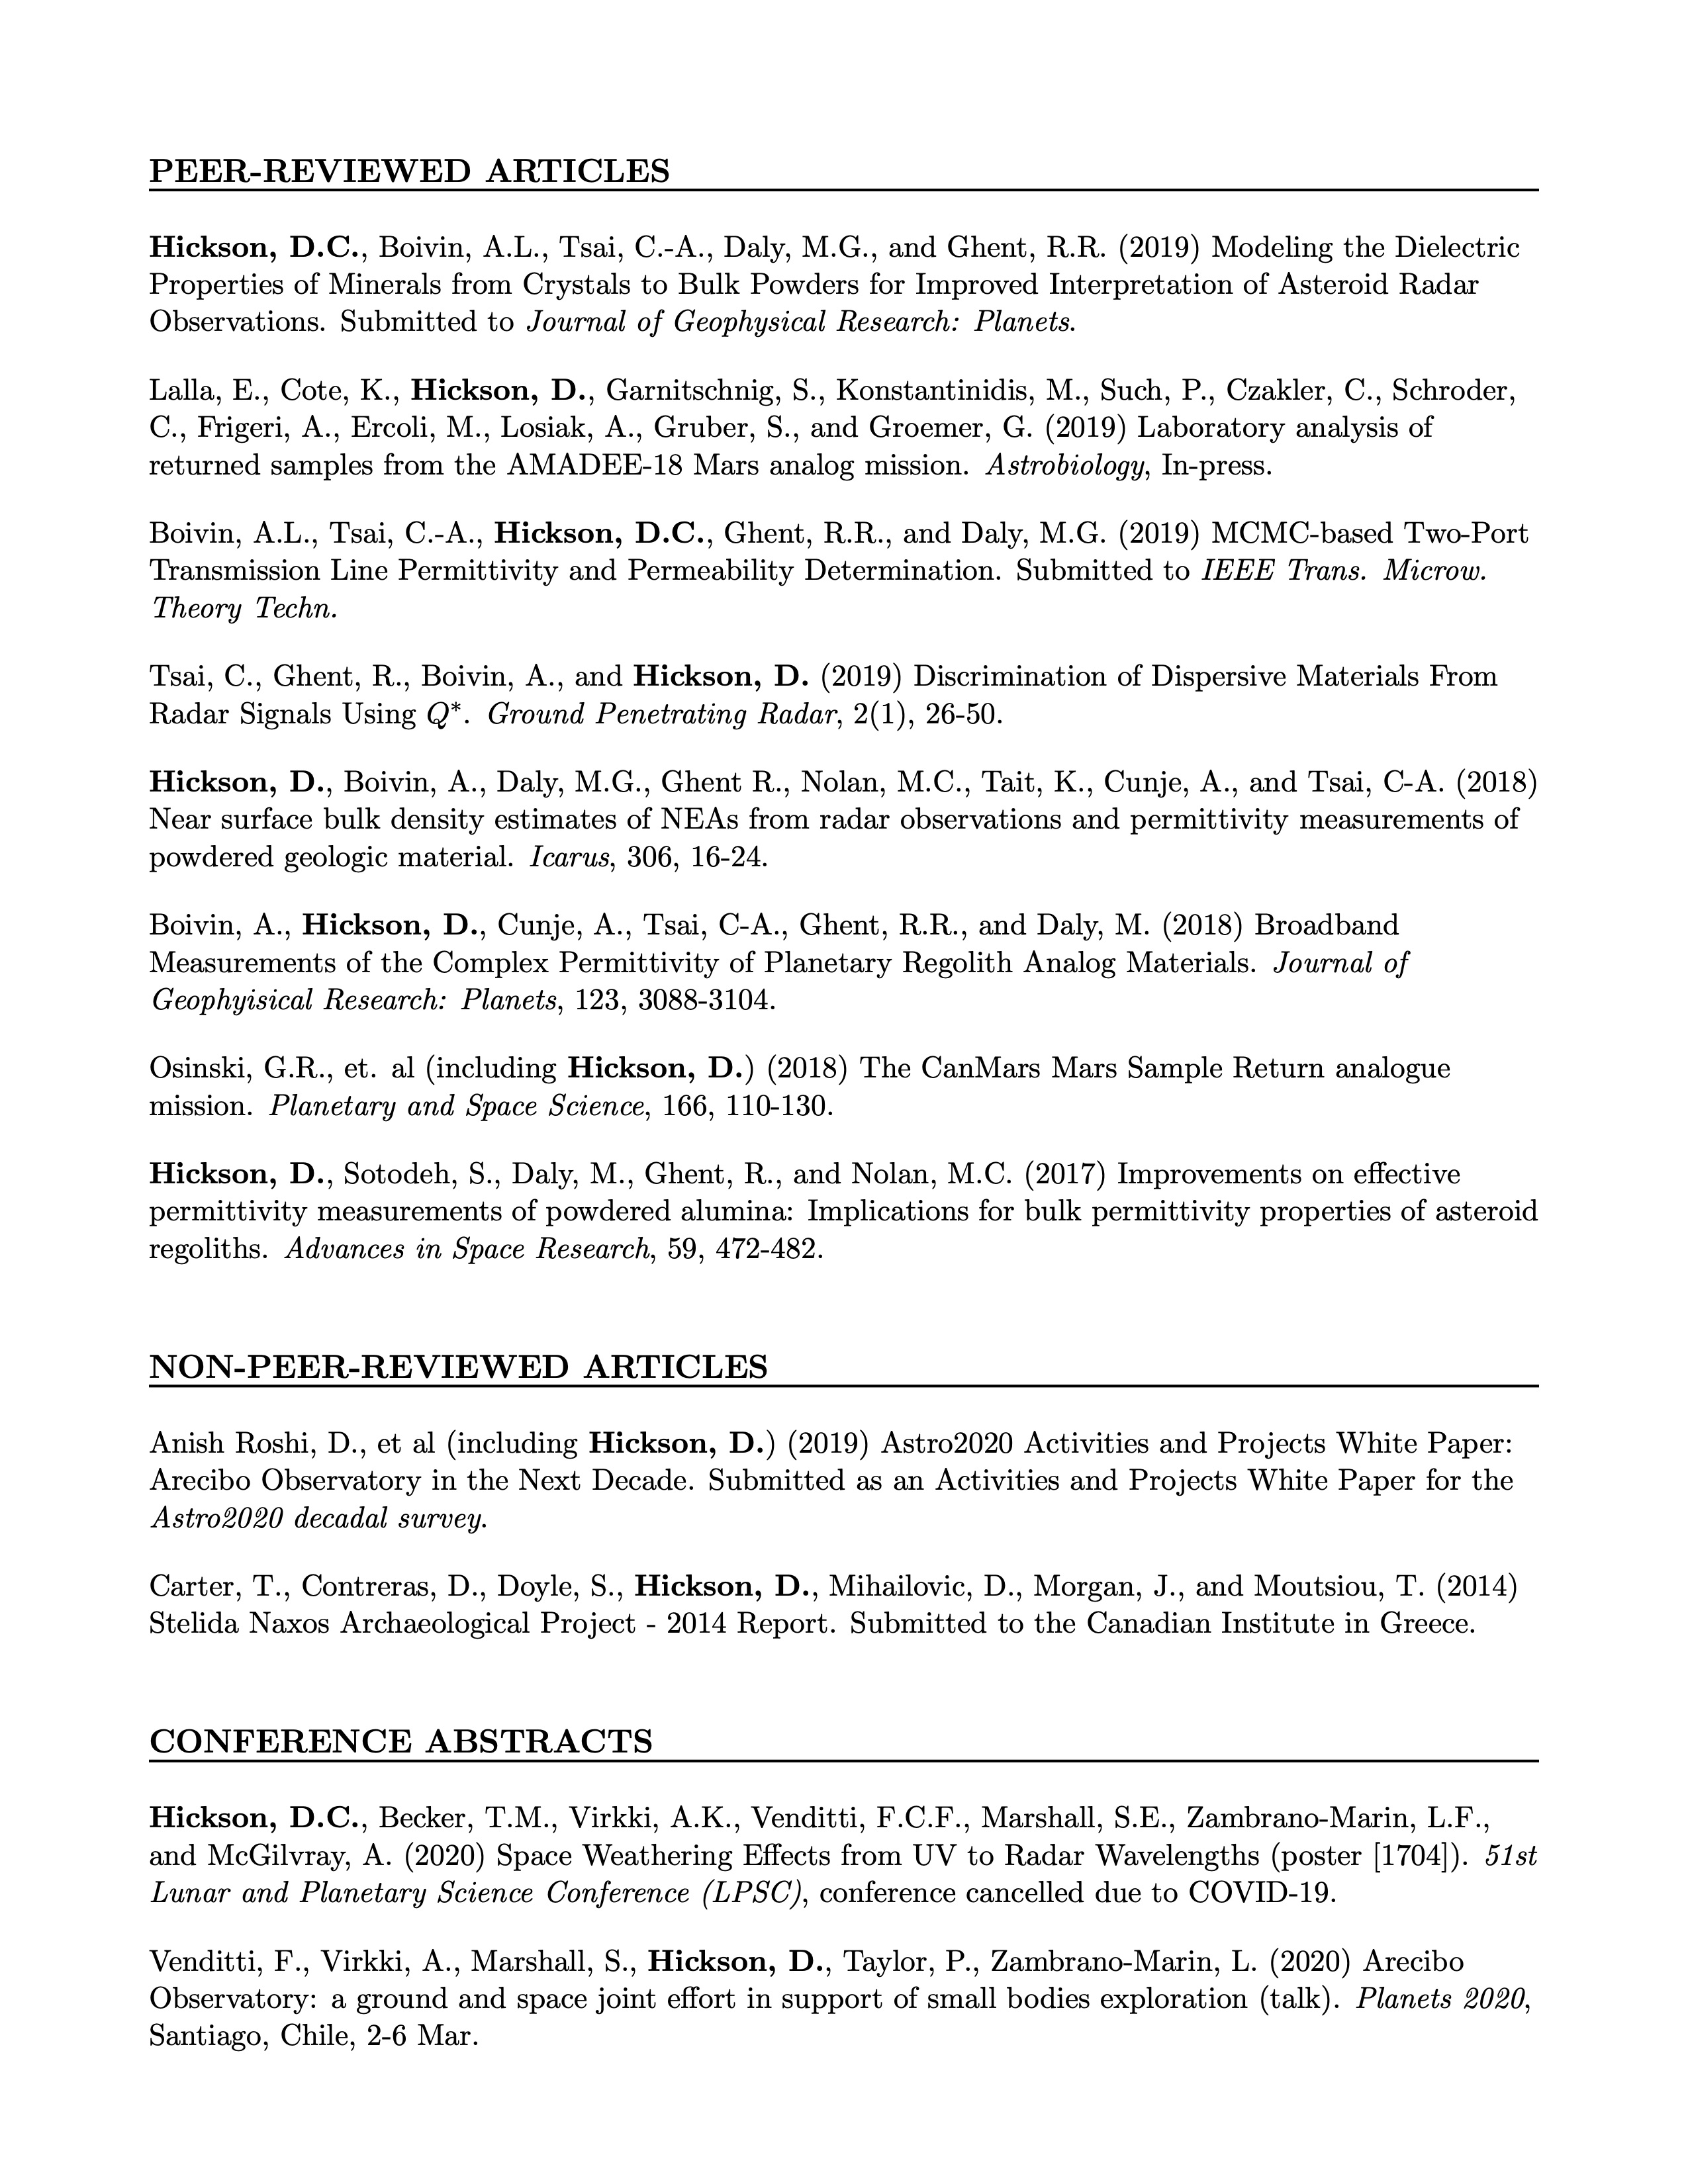 PEER-REVIEWED ARTICLES
Hickson, D.C., Boivin, A.L., Tsai, C.-A., Daly, M.G., and Ghent, R.R. (2019) Modeling the Dielectric
Properties of Minerals from Crystals to Bulk Powders for Improved Interpretation of Asteroid Radar
Observations. Submitted to Journal of Geophysical Research: Planets.
Lalla, E., Cote, K., Hickson, D., Garnitschnig, S., Konstantinidis, M., Such, P., Czakler, C., Schroder,
C., Frigeri, A., Ercoli, M., Losiak, A., Gruber, S., and Groemer, G. (2019) Laboratory analysis of
returned samples from the AMADEE-18 Mars analog mission. Astrobiology, In-press.
Boivin, A.L., Tsai, C.-A., Hickson, D.C., Ghent, R.R., and Daly, M.G. (2019) MCMC-based Two-Port
Transmission Line Permittivity and Permeability Determination. Submitted to IEEE Trans. Microw.
Theory Techn.
Tsai, C., Ghent, R., Boivin, A., and Hickson, D. (2019) Discrimination of Dispersive Materials From
Radar Signals Using Q*. Ground Penetrating Radar, 2(1), 26-50.
Hickson, D., Boivin, A., Daly, M.G., Ghent R., Nolan, M.C., Tait, K., Cunje, A., and Tsai, C-A. (2018)
Near surface bulk density estimates of NEAs from radar observations and permittivity measurements of
powdered geologic material. Icarus, 306, 16-24.
Boivin, A., Hickson, D., Cunje, A., Tsai, C-A., Ghent, R.R., and Daly, M. (2018) Broadband
Measurements of the Complex Permittivity of Planetary Regolith Analog Materials. Journal of
Geophyisical Research: Planets, 123, 3088-3104.
Osinski, G.R., et. al (including Hickson, D.) (2018) The CanMars Mars Sample Return analogue
mission. Planetary and Space Science, 166, 110-130.
Hickson, D., Sotodeh, S., Daly, M., Ghent, R., and Nolan, M.C. (2017) Improvements on effective
permittivity measurements of powdered alumina: Implications for bulk permittivity properties of asteroid
regoliths. Advances in Space Research, 59, 472-482.
NON-PEER-REVIEWED ARTICLES
Anish Roshi, D., et al (including Hickson, D.) (2019) Astro2020 Activities and Projects White Paper:
Arecibo Observatory in the Next Decade. Submitted as an Activities and Projects White Paper for the
Astro2020 decadal survey.
Carter, T., Contreras, D., Doyle, S., Hickson, D., Mihailovic, D., Morgan, J., and Moutsiou, T. (2014)
Stelida Naxos Archaeological Project - 2014 Report. Submitted to the Canadian Institute in Greece.
CONFERENCE ABSTRACTS
Hickson, D.C., Becker, T.M., Virkki, A.K., Venditti, F.C.F., Marshall, S.E., Zambrano-Marin, L.F.,
and McGilvray, A. (2020) Space Weathering Effects from UV to Radar Wavelengths (poster [1704]). 51st
Lunar and Planetary Science Conference (LPSC), conference cancelled due to COVID-19.
Venditti, F., Virkki, A., Marshall, S., Hickson, D., Taylor, P., Zambrano-Marin, L. (2020) Arecibo
Observatory: a ground and space joint effort in support of small bodies exploration (talk). Planets 2020,
Santiago, Chile, 2-6 Mar.